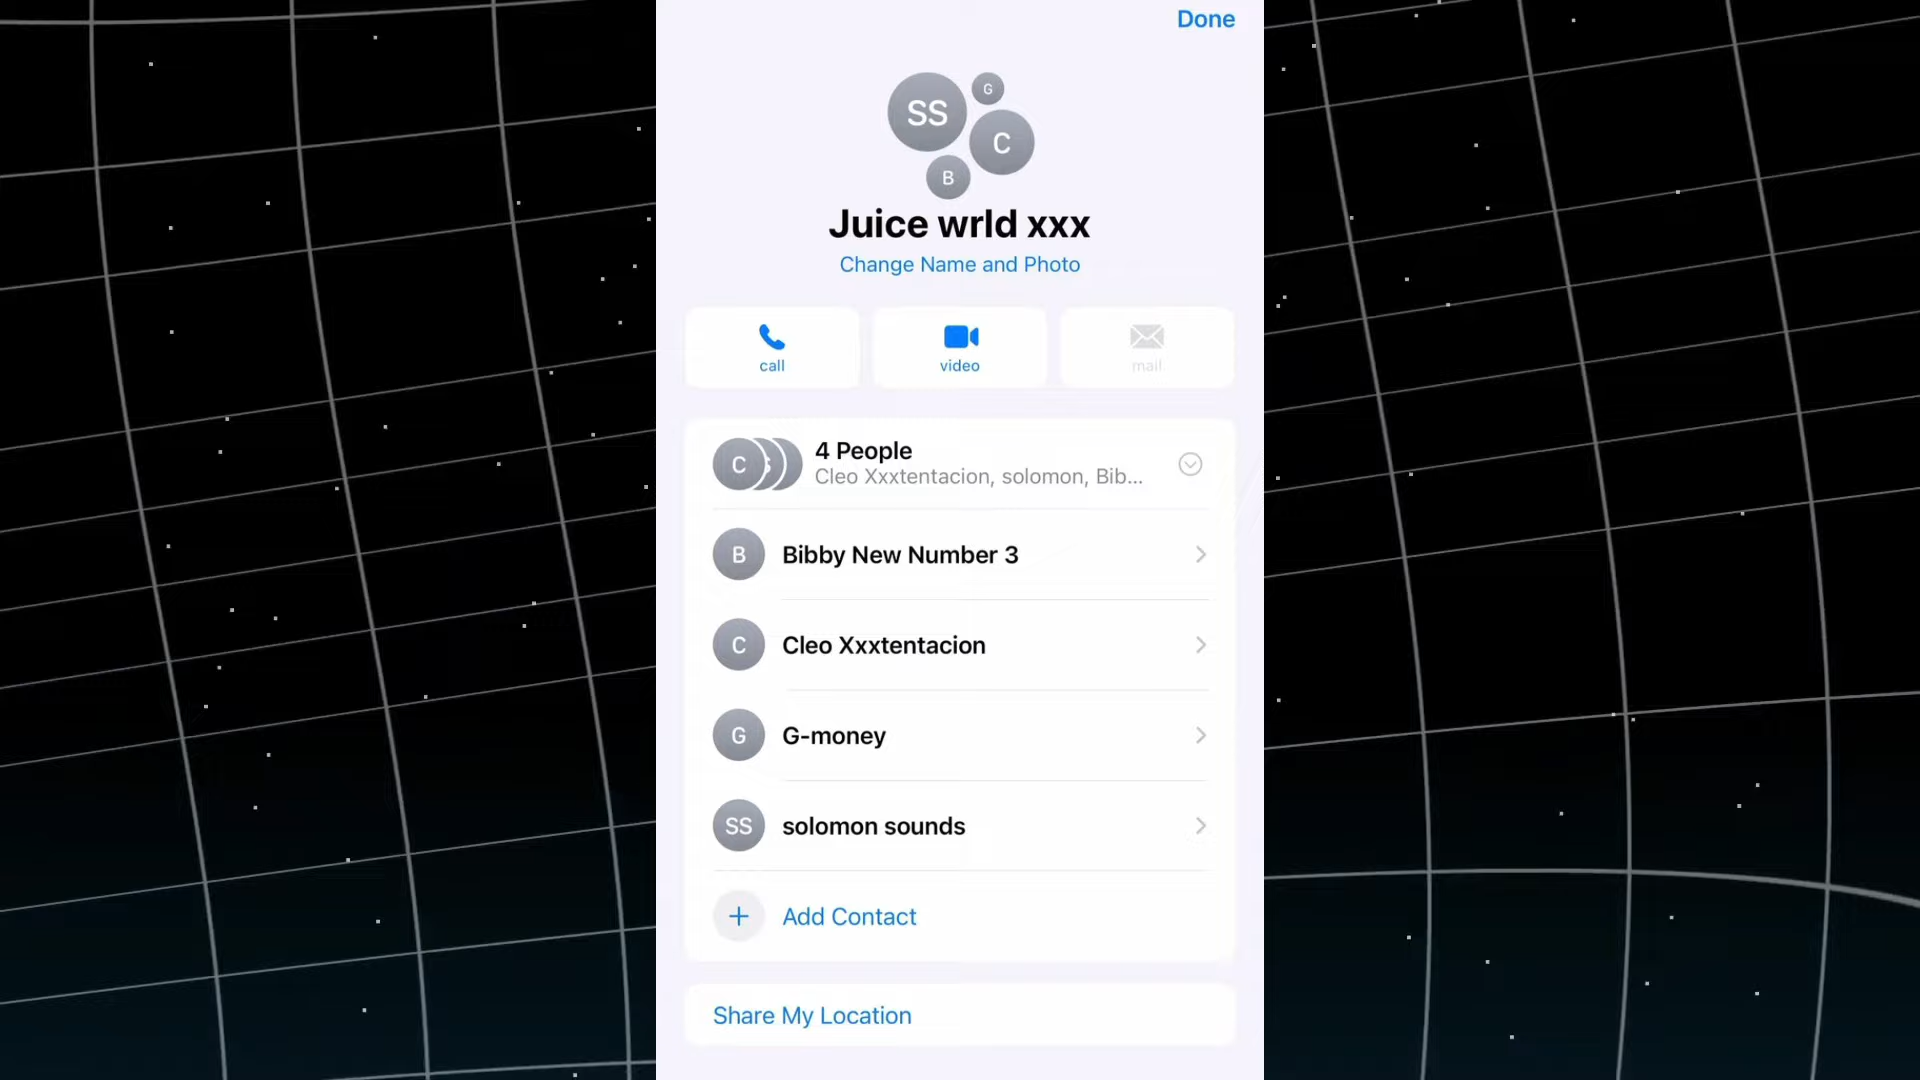 Done
SS
G
C
B
Juice wrld xxx
Change Name and Photo
call
video
mail
C
4 People
Cleo Xxxtentacion, solomon, Bib...
B
Bibby New Number 3
C
Cleo Xxxtentacion
G
G-money
SS
solomon sounds
Add Contact
Share My Location